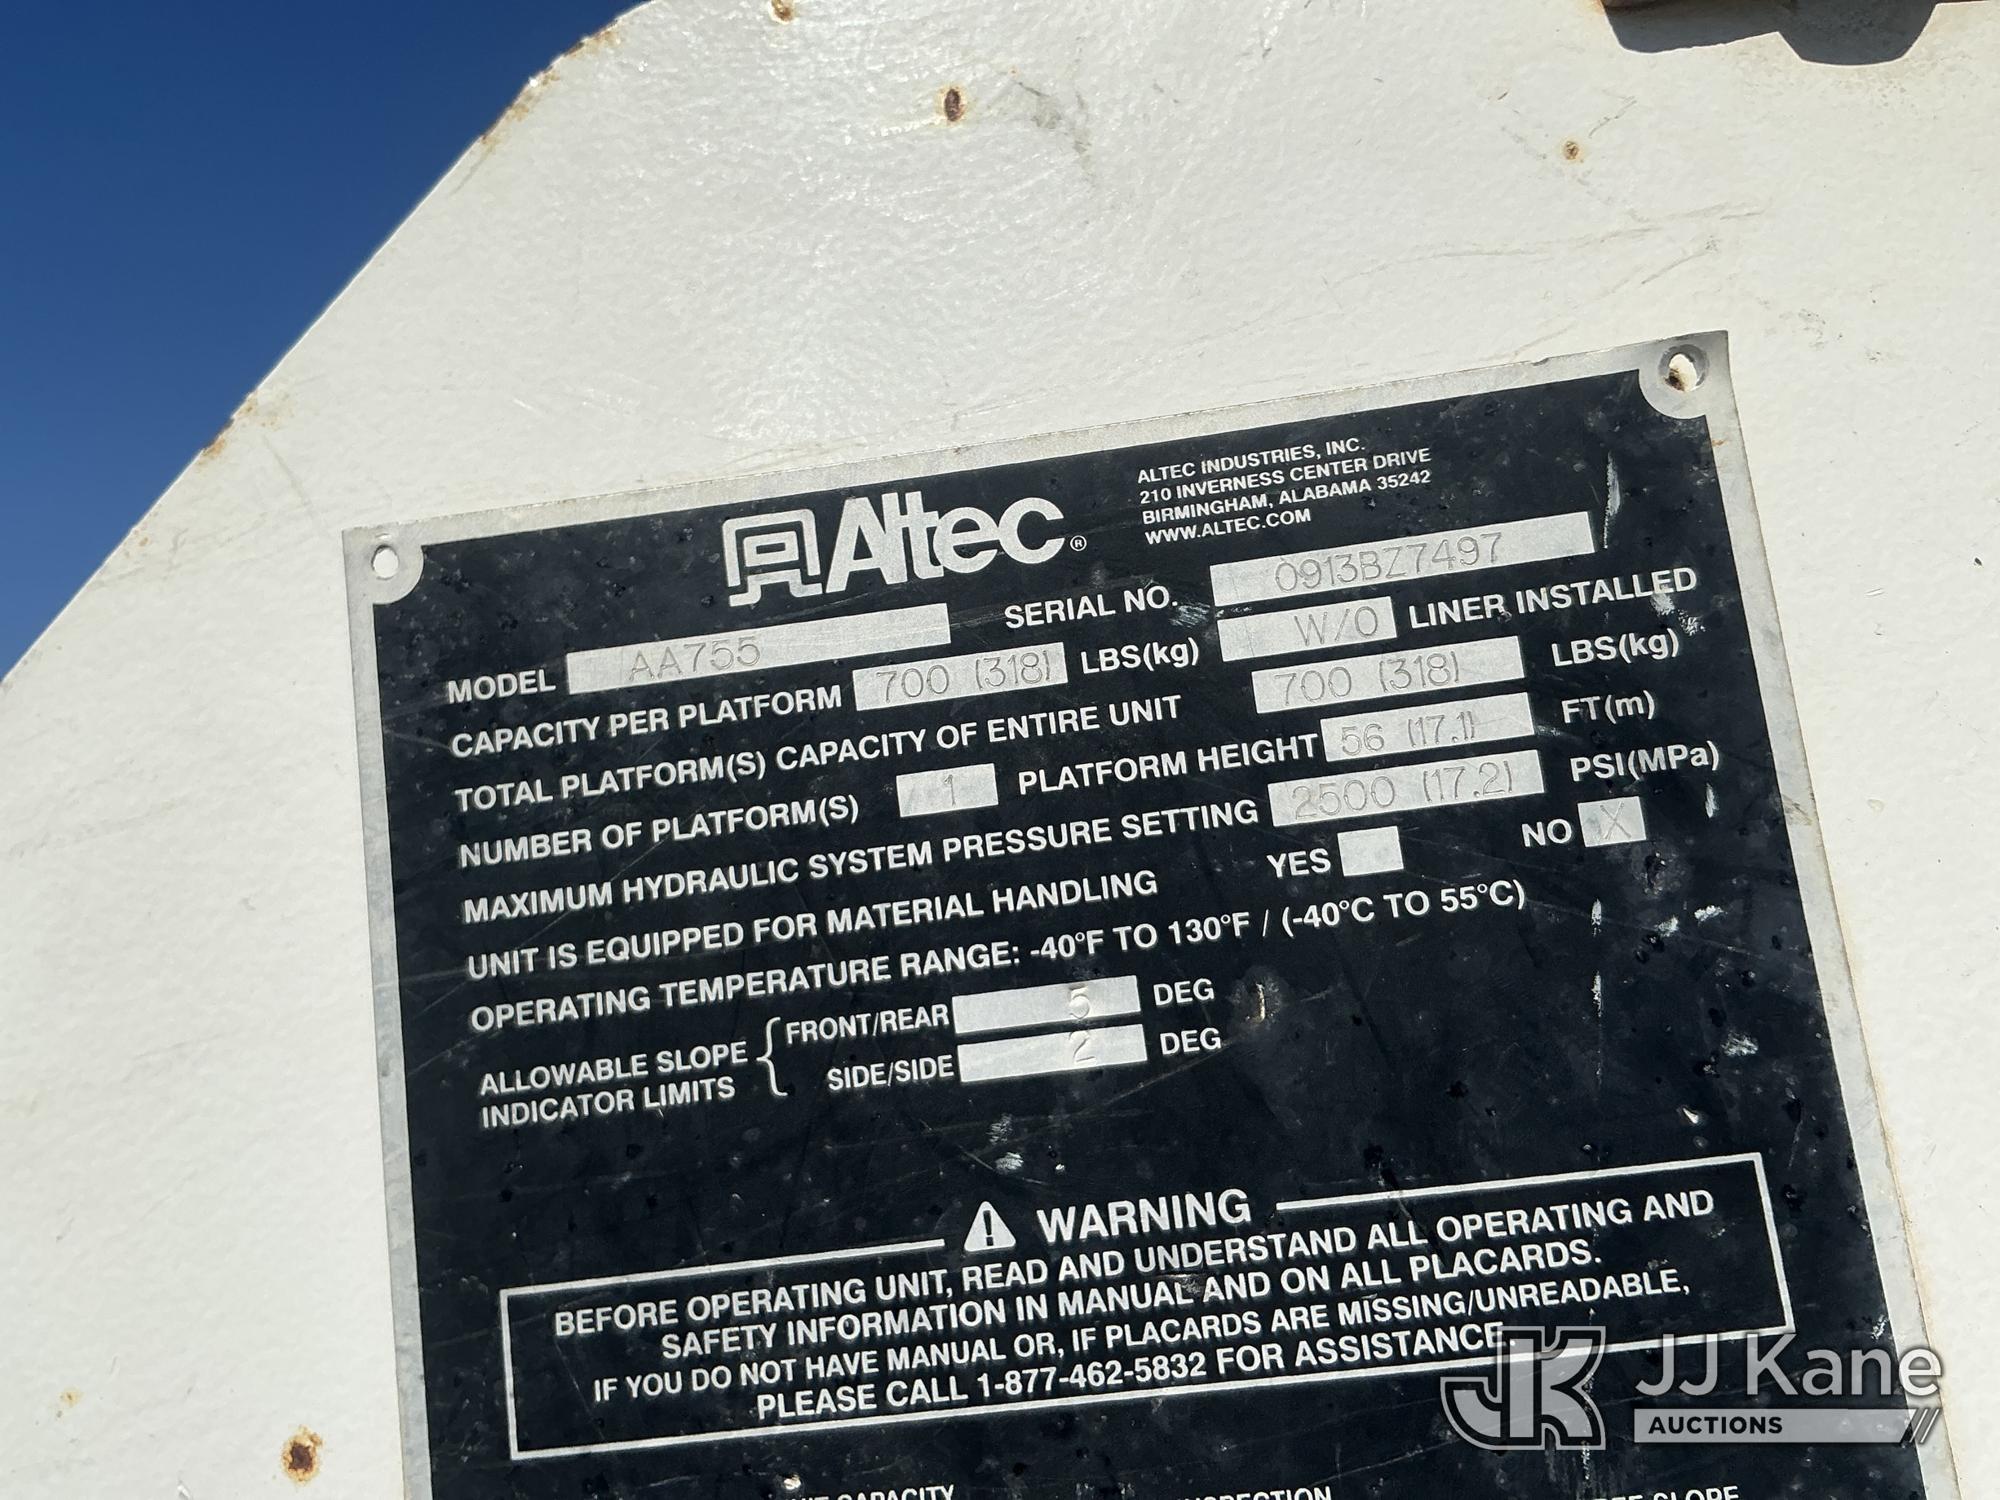 Altec®
ALTEC INDUSTRIES, INC.
210 INVERNESS CENTER DRIVE
BIRMINGHAM, ALABAMA 35242
WWW.ALTEC.COM
MODEL AA755 SERIAL NO. 0913BZ7497
CAPACITY PER PLATFORM 700 (318) LBS(kg) W/O LINER INSTALLED
TOTAL PLATFORM(S) CAPACITY OF ENTIRE UNIT 700 (318) LBS(kg)
NUMBER OF PLATFORM(S) 1 PLATFORM HEIGHT 56 (17.1) FT(m)
MAXIMUM HYDRAULIC SYSTEM PRESSURE SETTING 2500 (17.2) PSI(MPa)
UNIT IS EQUIPPED FOR MATERIAL HANDLING YES NO X
OPERATING TEMPERATURE RANGE: -40°F TO 130°F / (-40°C TO 55°C)
ALLOWABLE SLOPE
INDICATOR LIMITS
FRONT/REAR 5 DEG
SIDE/SIDE 2 DEG
WARNING
BEFORE OPERATING UNIT, READ AND UNDERSTAND ALL OPERATING AND
SAFETY INFORMATION IN MANUAL AND ON ALL PLACARDS.
IF YOU DO NOT HAVE MANUAL OR, IF PLACARDS ARE MISSING/UNREADABLE,
PLEASE CALL 1-877-462-5832 FOR ASSISTANCE
CAPACITY SLOPE
JK JJ Kane
AUCTIONS